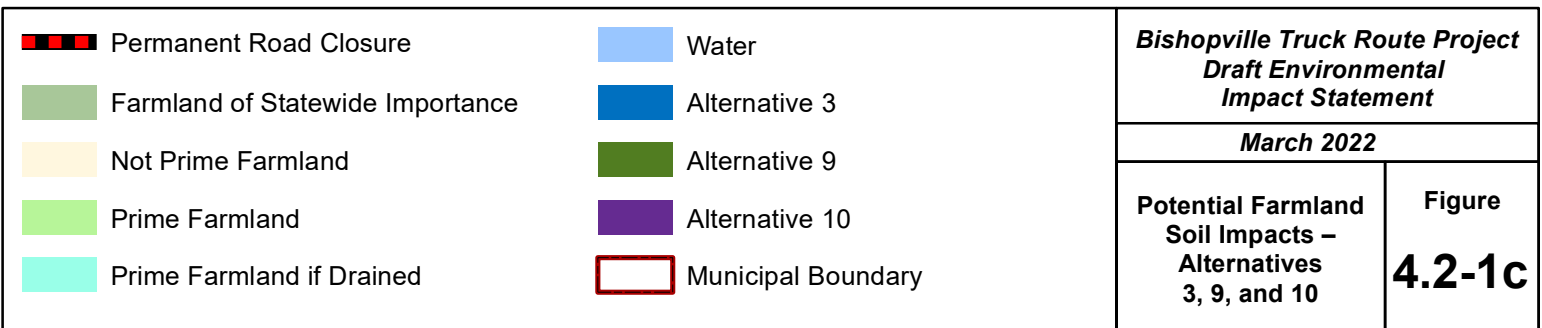 Permanent Road Closure
Farmland of Statewide Importance
Not Prime Farmland
Prime Farmland
Prime Farmland if Drained
Water
Alternative 3
Alternative 9
Alternative 10
Municipal Boundary
Bishopville Truck Route Project
Draft Environmental
Impact Statement
March 2022
Potential Farmland
Soil Impacts –
Alternatives
3, 9, and 10
Figure
4.2-1c